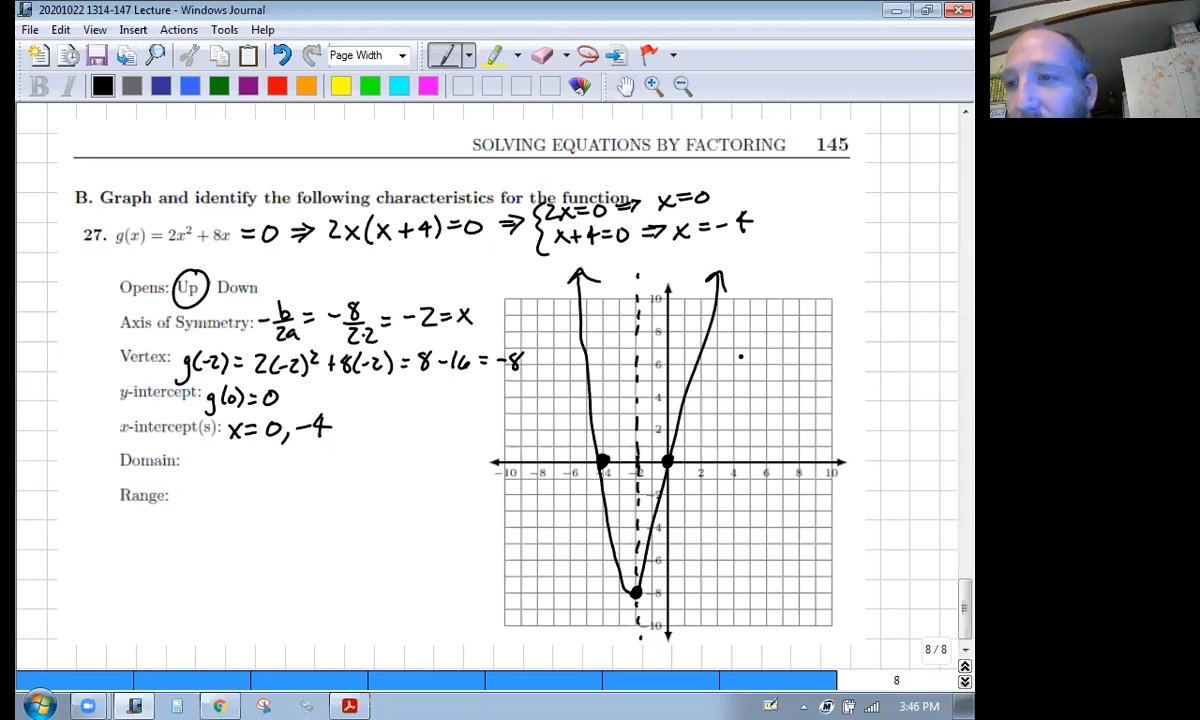 20201022 1314-147 Lecture - Windows Journal
File Edit View Insert Actions Tools Help
Page Width
B I
SOLVING EQUATIONS BY FACTORING 145
B. Graph and identify the following characteristics for the function.
27. g(x) = 2x² + 8x = 0 ⇒ 2x(x+4)=0 ⇒ { 2x=0 ⇒ x=0
x+4=0 ⇒ x=-4
Opens: Up Down
Axis of Symmetry: -b/2a = -8/2·2 = -2 = x
Vertex: g(-2) = 2(-2)² + 8(-2) = 8 - 16 = -8
y-intercept: g(0) = 0
x-intercept(s): x = 0, -4
Domain:
Range:
10
8
6
4
2
-10 -8 -6 -4 -2 2 4 6 8 10
-2
-4
-6
-8
-10
8 / 8
8
3:46 PM